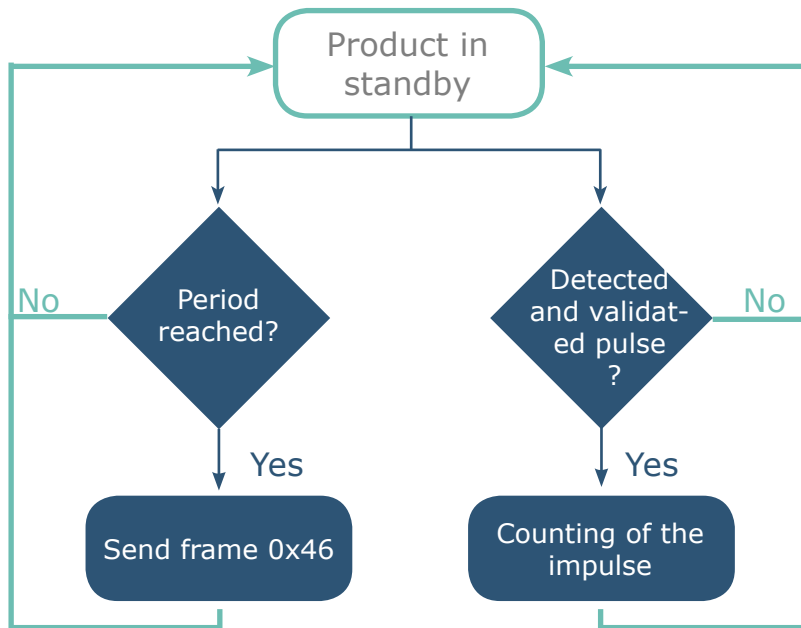 Product in
standby
No
Period
reached?
Detected
and validat-
ed pulse
?
No
Yes
Yes
Send frame 0x46
Counting of the
impulse